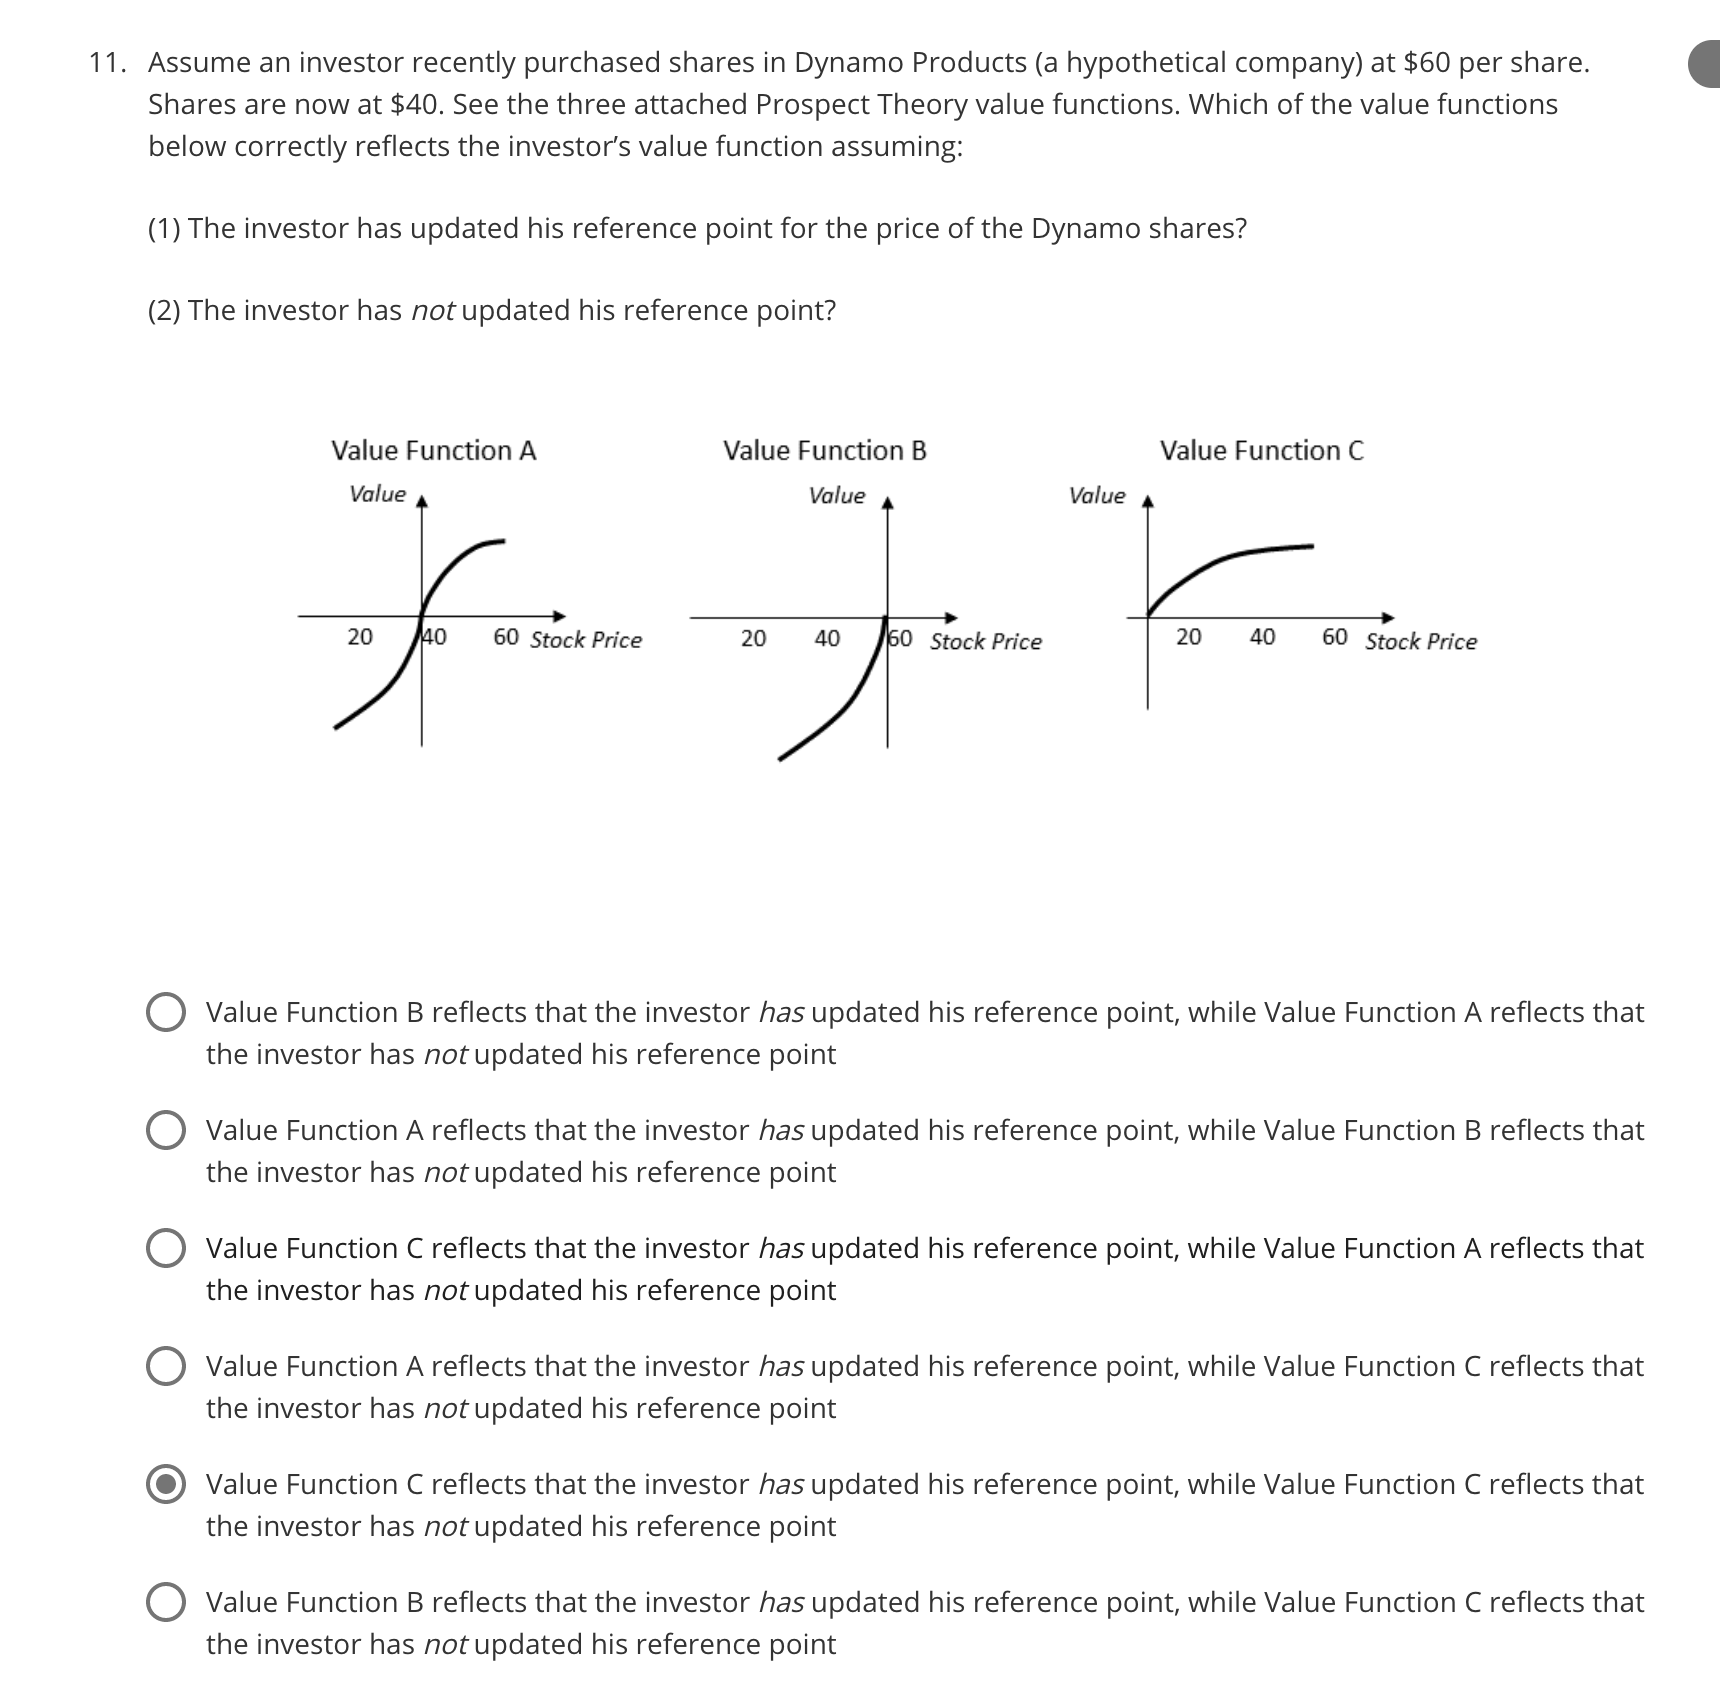 11. Assume an investor recently purchased shares in Dynamo Products (a hypothetical company) at $60 per share.
Shares are now at $40. See the three attached Prospect Theory value functions. Which of the value functions
below correctly reflects the investor’s value function assuming:
(1) The investor has updated his reference point for the price of the Dynamo shares?
(2) The investor has not updated his reference point?
Value Function A
Value
20 40 60 Stock Price
Value Function B
Value
20 40 60 Stock Price
Value Function C
Value
20 40 60 Stock Price
Value Function B reflects that the investor has updated his reference point, while Value Function A reflects that
the investor has not updated his reference point
Value Function A reflects that the investor has updated his reference point, while Value Function B reflects that
the investor has not updated his reference point
Value Function C reflects that the investor has updated his reference point, while Value Function A reflects that
the investor has not updated his reference point
Value Function A reflects that the investor has updated his reference point, while Value Function C reflects that
the investor has not updated his reference point
Value Function C reflects that the investor has updated his reference point, while Value Function C reflects that
the investor has not updated his reference point
Value Function B reflects that the investor has updated his reference point, while Value Function C reflects that
the investor has not updated his reference point